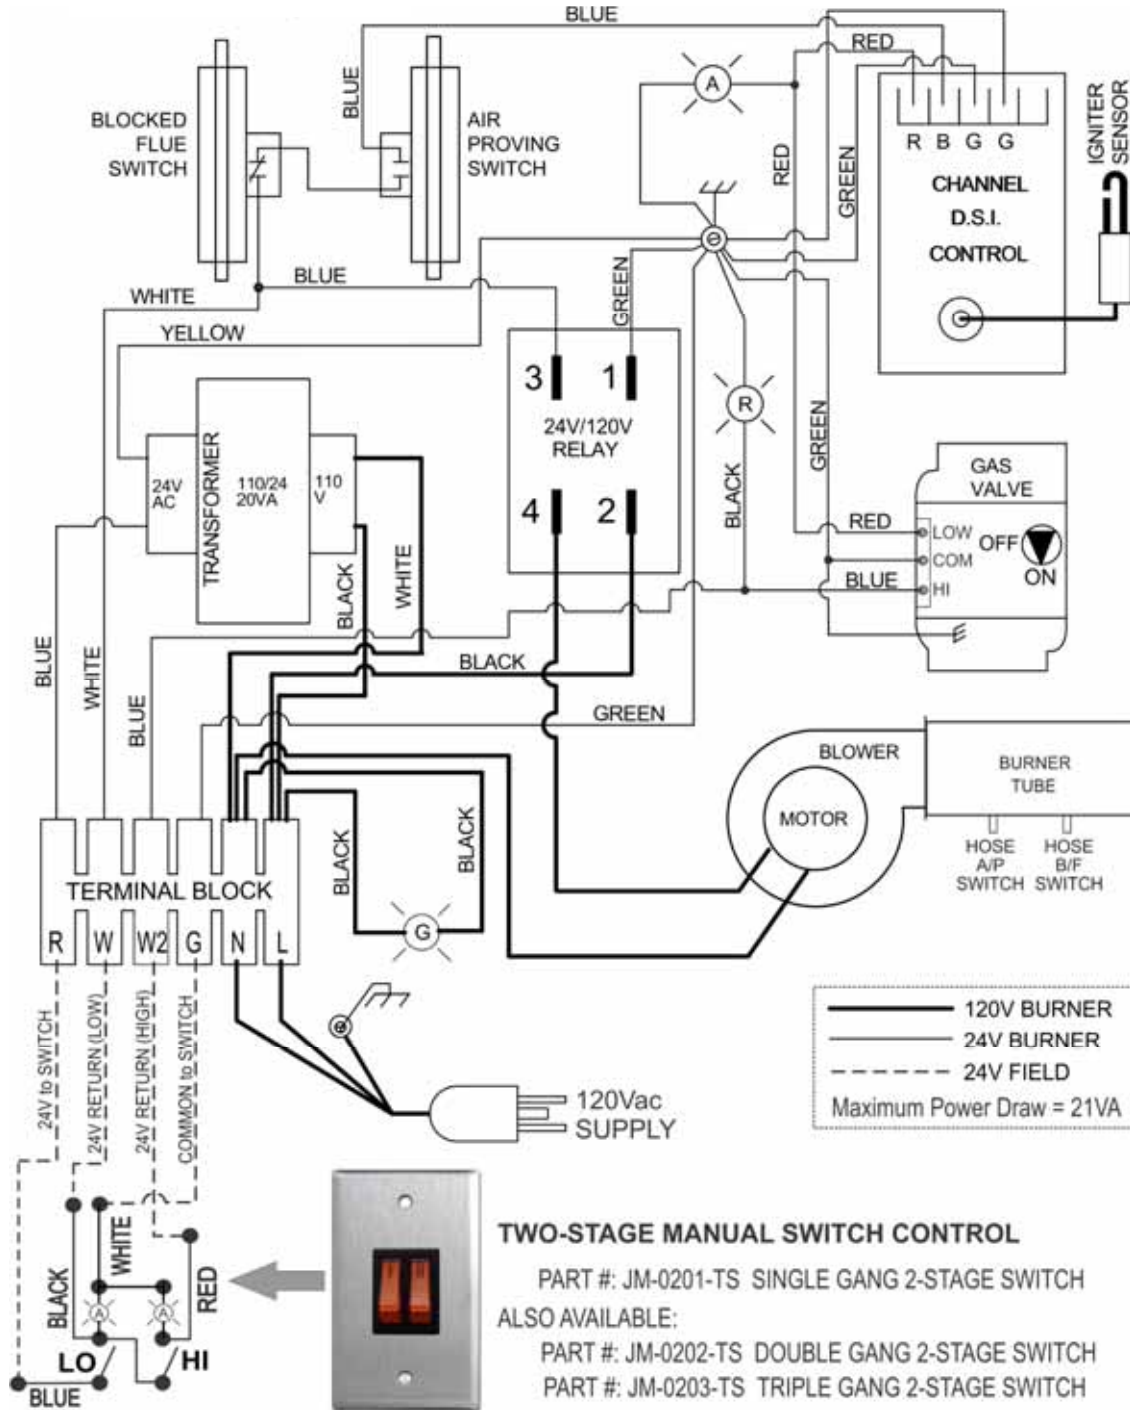 BLUE
RED
A
BLOCKED
FLUE
SWITCH
BLUE
AIR
PROVING
SWITCH
R B G G
CHANNEL
D.S.I.
CONTROL
IGNITER
SENSOR
RED
GREEN
BLUE
WHITE
YELLOW
GREEN
3 1
24V/120V
RELAY
4 2
R
BLACK
GREEN
24V
AC
TRANSFORMER
110/24
20VA
110
V
BLACK
WHITE
GAS
VALVE
RED
LOW
COM
HI
OFF
ON
BLUE
BLUE
WHITE
BLUE
BLACK
GREEN
BLOWER
MOTOR
BURNER
TUBE
HOSE
A/P
SWITCH
HOSE
B/F
SWITCH
BLACK
BLACK
G
TERMINAL BLOCK
R W W2 G N L
24V to SWITCH
24V RETURN (LOW)
24V RETURN (HIGH)
COMMON to SWITCH
120Vac
SUPPLY
120V BURNER
24V BURNER
24V FIELD
Maximum Power Draw = 21VA
BLACK
WHITE
RED
A
A
LO
HI
BLUE
TWO-STAGE MANUAL SWITCH CONTROL
PART #: JM-0201-TS SINGLE GANG 2-STAGE SWITCH
ALSO AVAILABLE:
PART #: JM-0202-TS DOUBLE GANG 2-STAGE SWITCH
PART #: JM-0203-TS TRIPLE GANG 2-STAGE SWITCH